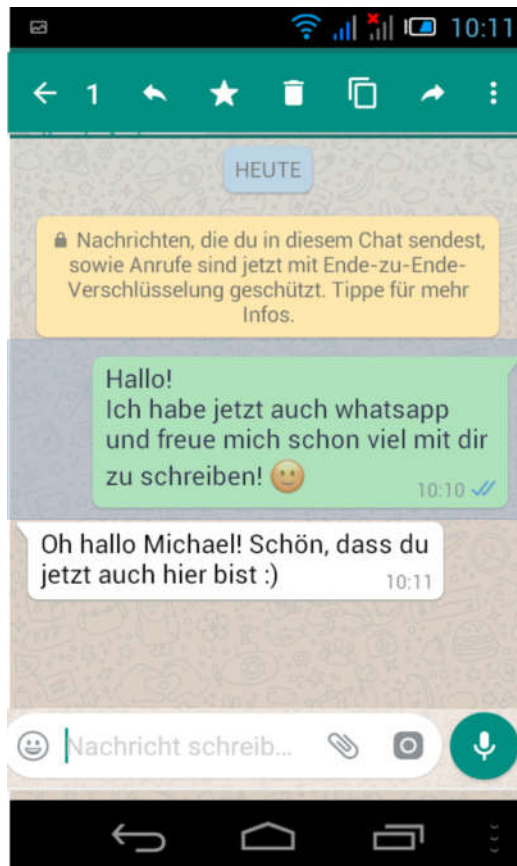 10:11
1
HEUTE
Nachrichten, die du in diesem Chat sendest,
sowie Anrufe sind jetzt mit Ende-zu-Ende-
Verschlüsselung geschützt. Tippe für mehr
Infos.
Hallo!
Ich habe jetzt auch whatsapp
und freue mich schon viel mit dir
zu schreiben! 🙂
10:10
Oh hallo Michael! Schön, dass du
jetzt auch hier bist :)
10:11
Nachricht schreib...